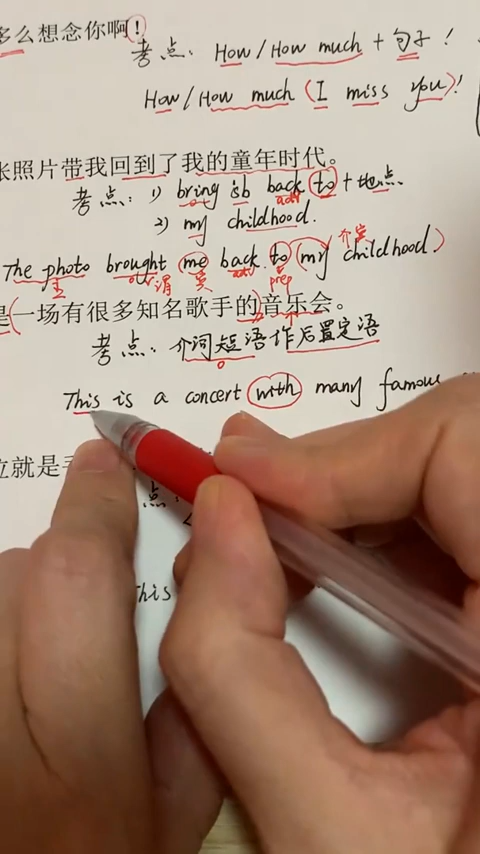 多么想念你啊！
考点：How / How much + 句子！
How / How much (I miss you)!
张照片带我回到了我的童年时代。
考点：1) bring sb back to + 地点
adv
2) my childhood.
The photo brought me back to (my childhood)
主 谓 宾 adv prep 介宾
是(一场有很多知名歌手的)音乐会。
考点：介词短语作后置定语
This is a concert with many famous
位就是
点：
This